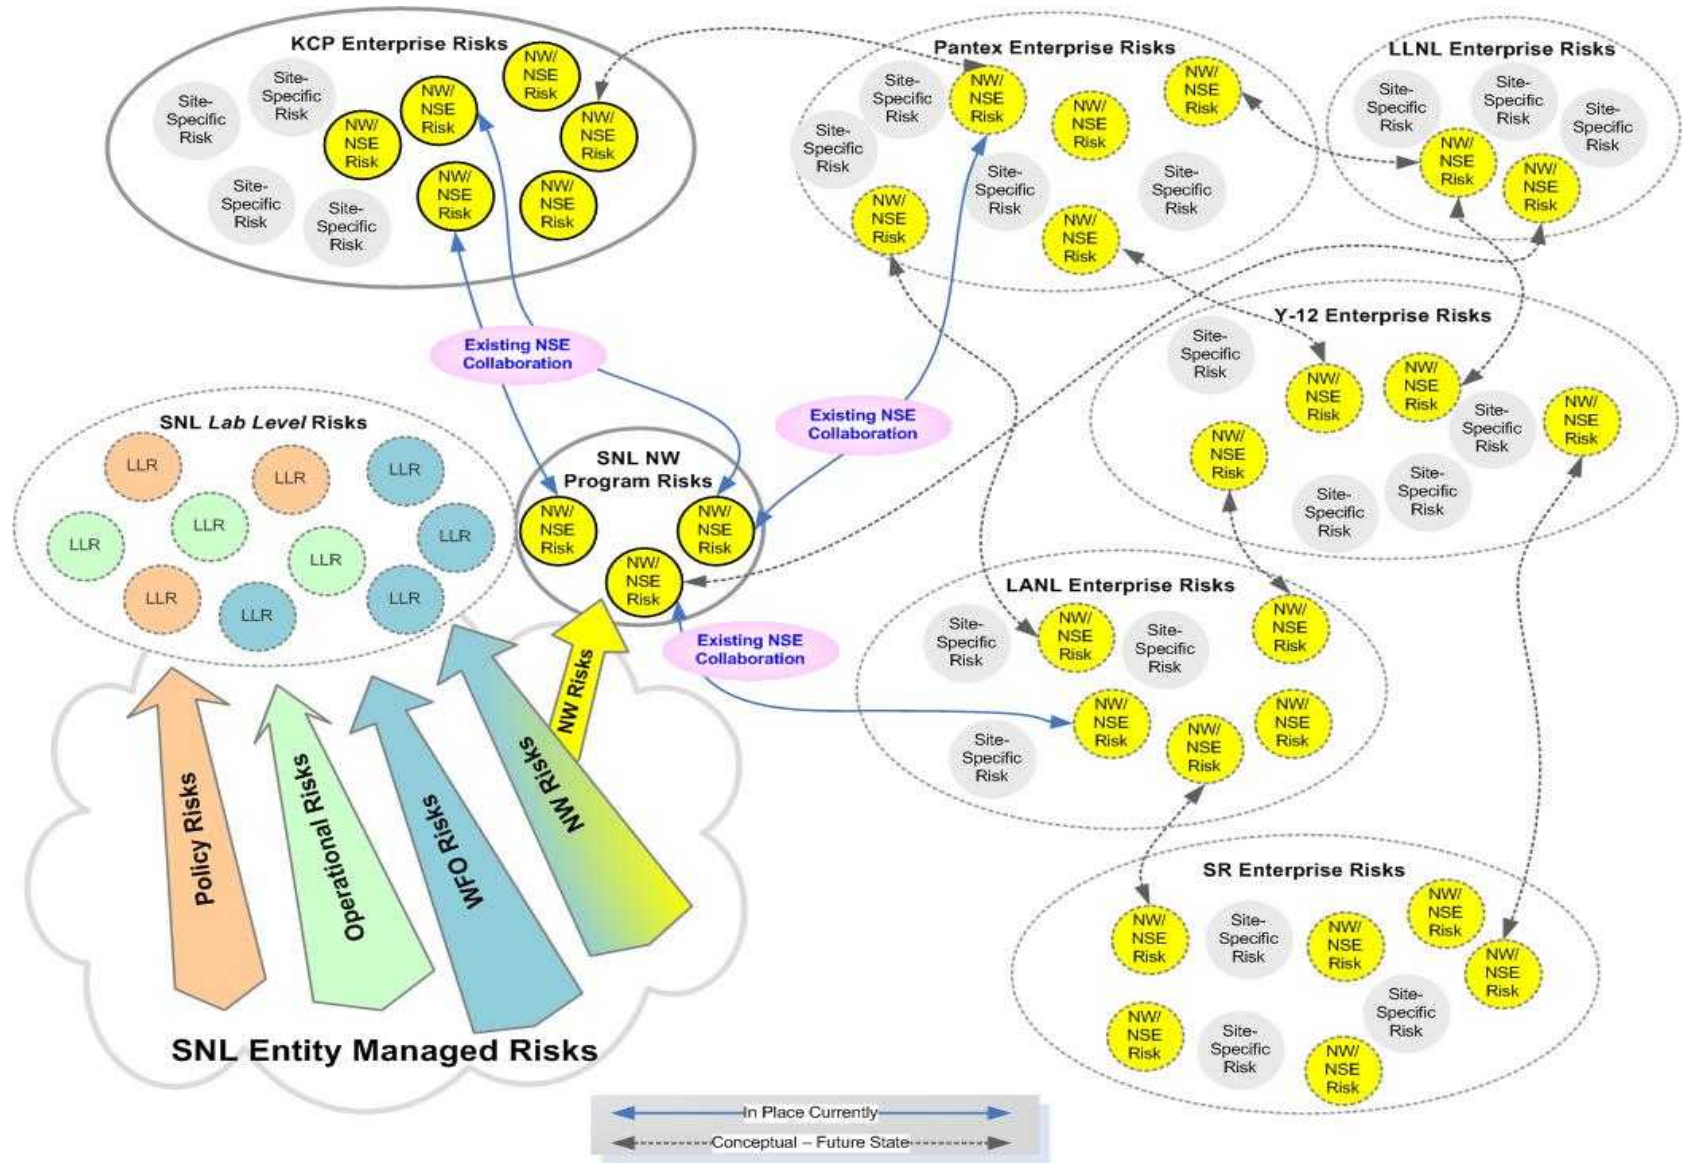 KCP Enterprise Risks
Site-
Specific
Risk
Site-
Specific
Risk
NW/
NSE
Risk
NW/
NSE
Risk
NW/
NSE
Risk
NW/
NSE
Risk
Site-
Specific
Risk
Site-
Specific
Risk
NW/
NSE
Risk
NW/
NSE
Risk
Pantex Enterprise Risks
Site-
Specific
Risk
Site-
Specific
Risk
NW/
NSE
Risk
NW/
NSE
Risk
NW/
NSE
Risk
NW/
NSE
Risk
Site-
Specific
Risk
NW/
NSE
Risk
Site-
Specific
Risk
LLNL Enterprise Risks
Site-
Specific
Risk
Site-
Specific
Risk
Site-
Specific
Risk
NW/
NSE
Risk
NW/
NSE
Risk
Y-12 Enterprise Risks
Site-
Specific
Risk
NW/
NSE
Risk
NW/
NSE
Risk
Site-
Specific
Risk
NW/
NSE
Risk
NW/
NSE
Risk
Site-
Specific
Risk
Site-
Specific
Risk
Existing NSE
Collaboration
Existing NSE
Collaboration
SNL Lab Level Risks
LLR
LLR
LLR
LLR
LLR
LLR
LLR
LLR
LLR
LLR
SNL NW
Program Risks
NW/
NSE
Risk
NW/
NSE
Risk
NW/
NSE
Risk
Existing NSE
Collaboration
LANL Enterprise Risks
Site-
Specific
Risk
NW/
NSE
Risk
Site-
Specific
Risk
NW/
NSE
Risk
Site-
Specific
Risk
NW/
NSE
Risk
NW/
NSE
Risk
NW/
NSE
Risk
Policy Risks
Operational Risks
WFO Risks
NW Risks
NW Risks
SNL Entity Managed Risks
SR Enterprise Risks
NW/
NSE
Risk
Site-
Specific
Risk
NW/
NSE
Risk
NW/
NSE
Risk
NW/
NSE
Risk
NW/
NSE
Risk
Site-
Specific
Risk
NW/
NSE
Risk
Site-
Specific
Risk
In Place Currently
Conceptual – Future State